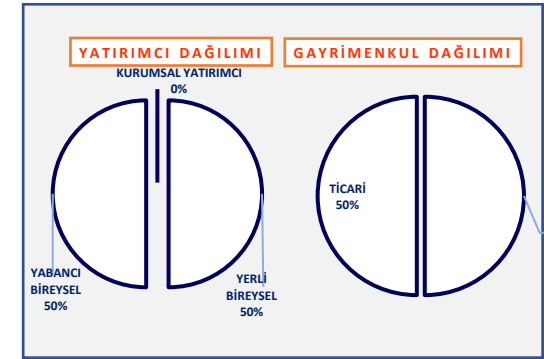 YATIRIMCI DAĞILIMI
KURUMSAL YATIRIMCI
0%
YABANCI
BİREYSEL
50%
YERLİ
BİREYSEL
50%
GAYRİMENKUL DAĞILIMI
TİCARİ
50%